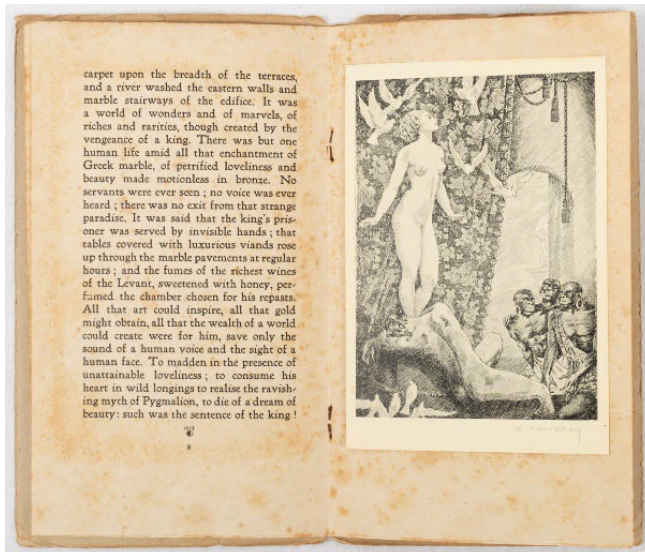 carpet upon the breadth of the terraces,
and a river washed the eastern walls and
marble stairways of the edifice. It was
a world of wonders and of marvels, of
riches and rarities, though created by the
vengeance of a king. There was but one
human life amid all that enchantment of
Greek marble, of petrified loveliness and
beauty made motionless in bronze. No
servants were ever seen ; no voice was ever
heard ; there was no exit from that strange
paradise. It was said that the king's pris-
oner was served by invisible hands ; that
tables covered with luxurious viands rose
up through the marble pavements at regular
hours ; and the fumes of the richest wines
of the Levant, sweetened with honey, per-
fumed the chamber chosen for his repasts.
All that art could inspire, all that gold
might obtain, all that the wealth of a world
could create were for him, save only the
sound of a human voice and the sight of a
human face. To madden in the presence of
unattainable loveliness ; to consume his
heart in wild longings to realise the ravish-
ing myth of Pygmalion, to die of a dream of
beauty : such was the sentence of the king !
8